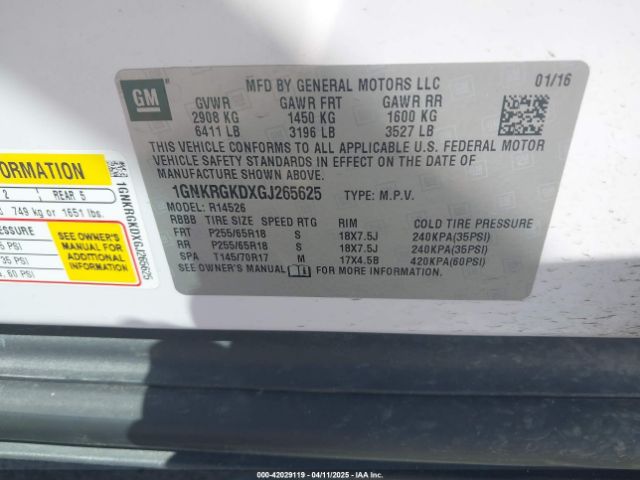 GM
MFD BY GENERAL MOTORS LLC 01/16
GVWR GAWR FRT GAWR RR
2908 KG 1450 KG 1600 KG
6411 LB 3196 LB 3527 LB
THIS VEHICLE CONFORMS TO ALL APPLICABLE U.S. FEDERAL MOTOR
VEHICLE SAFETY STANDARDS IN EFFECT ON THE DATE OF
MANUFACTURE SHOWN ABOVE.
1GNKRGKDXGJ265625 TYPE: M.P.V.
MODEL: R14526
RBBB TIRE SIZE SPEED RTG RIM COLD TIRE PRESSURE
FRT P255/65R18 S 18X7.5J 240KPA(35PSI)
RR P255/65R18 S 18X7.5J 240KPA(35PSI)
SPA T145/70R17 M 17X4.5B 420KPA(60PSI)
SEE OWNER'S MANUAL FOR MORE INFORMATION.
FORMATION
2 REAR 5
749 kg or 1651 lbs.
SEE OWNER'S
MANUAL FOR
ADDITIONAL
INFORMATION
35 PSI
60 PSI
1GNKRGKDXGJ265625
000-42029119 - 04/11/2025 - IAA Inc.